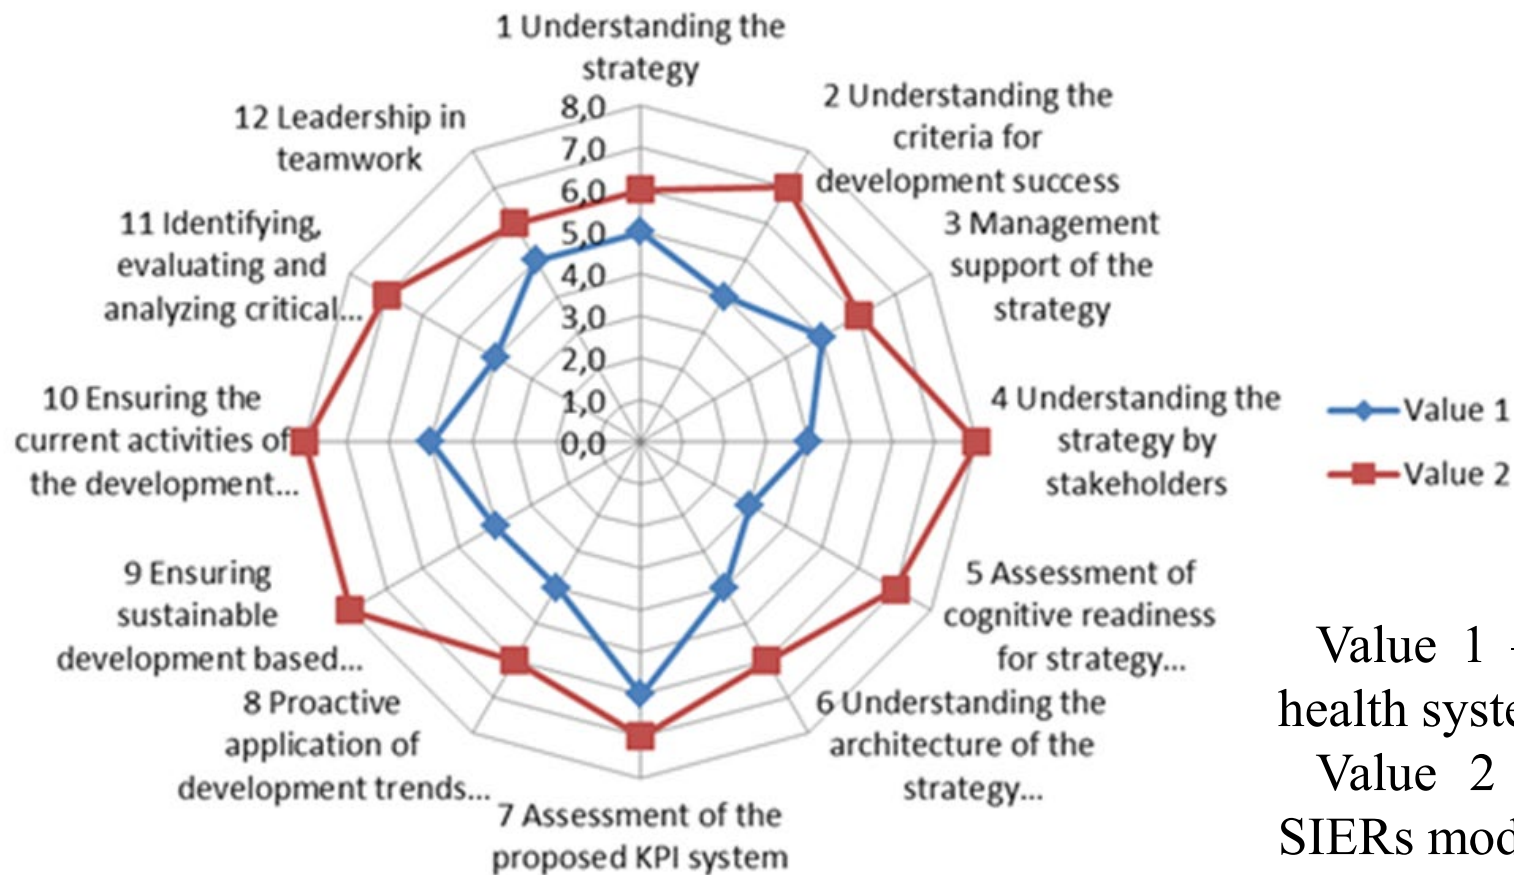 1 Understanding the
strategy
2 Understanding the
criteria for
development success
3 Management
support of the
strategy
4 Understanding the
strategy by
stakeholders
5 Assessment of
cognitive readiness
for strategy...
6 Understanding the
architecture of the
strategy...
7 Assessment of the
proposed KPI system
8 Proactive
application of
development trends...
9 Ensuring
sustainable
development based...
10 Ensuring the
current activities of
the development...
11 Identifying,
evaluating and
analyzing critical...
12 Leadership in
teamwork
8,0
7,0
6,0
5,0
4,0
3,0
2,0
1,0
0,0
Value 1
Value 2
Value 1
health syste
Value 2
SIERs mod